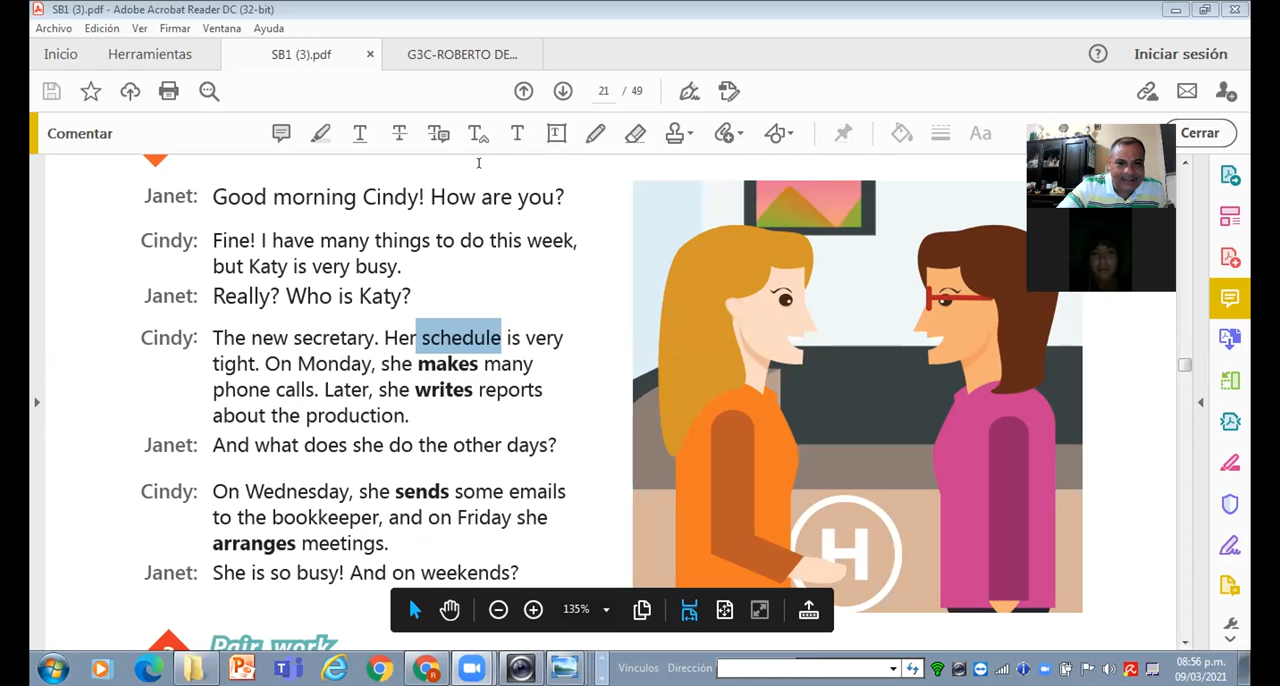 SB1 (3).pdf - Adobe Acrobat Reader DC (32-bit)
Archivo Edición Ver Firmar Ventana Ayuda
Inicio Herramientas SB1 (3).pdf × G3C-ROBERTO DE... ? Iniciar sesión
21 / 49
Comentar T T T T Aa Cerrar
Janet: Good morning Cindy! How are you?
Cindy: Fine! I have many things to do this week,
but Katy is very busy.
Janet: Really? Who is Katy?
Cindy: The new secretary. Her schedule is very
tight. On Monday, she makes many
phone calls. Later, she writes reports
about the production.
Janet: And what does she do the other days?
Cindy: On Wednesday, she sends some emails
to the bookkeeper, and on Friday she
arranges meetings.
Janet: She is so busy! And on weekends?
H
135%
Pair work
Vínculos Dirección
08:56 p.m.
09/03/2021